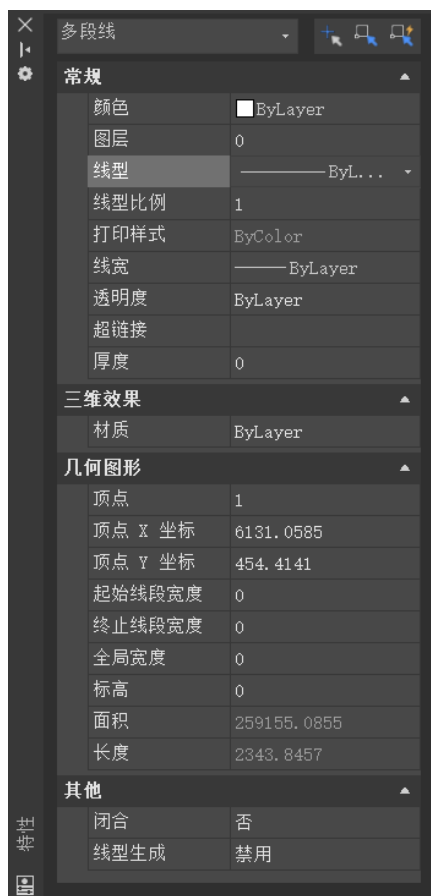 多段线
常规
颜色 ByLayer
图层 0
线型 ByL...
线型比例 1
打印样式 ByColor
线宽 ByLayer
透明度 ByLayer
超链接
厚度 0
三维效果
材质 ByLayer
几何图形
顶点 1
顶点 X 坐标 6131.0585
顶点 Y 坐标 454.4141
起始线段宽度 0
终止线段宽度 0
全局宽度 0
标高 0
面积 259155.0855
长度 2343.8457
其他
闭合 否
线型生成 禁用
特性